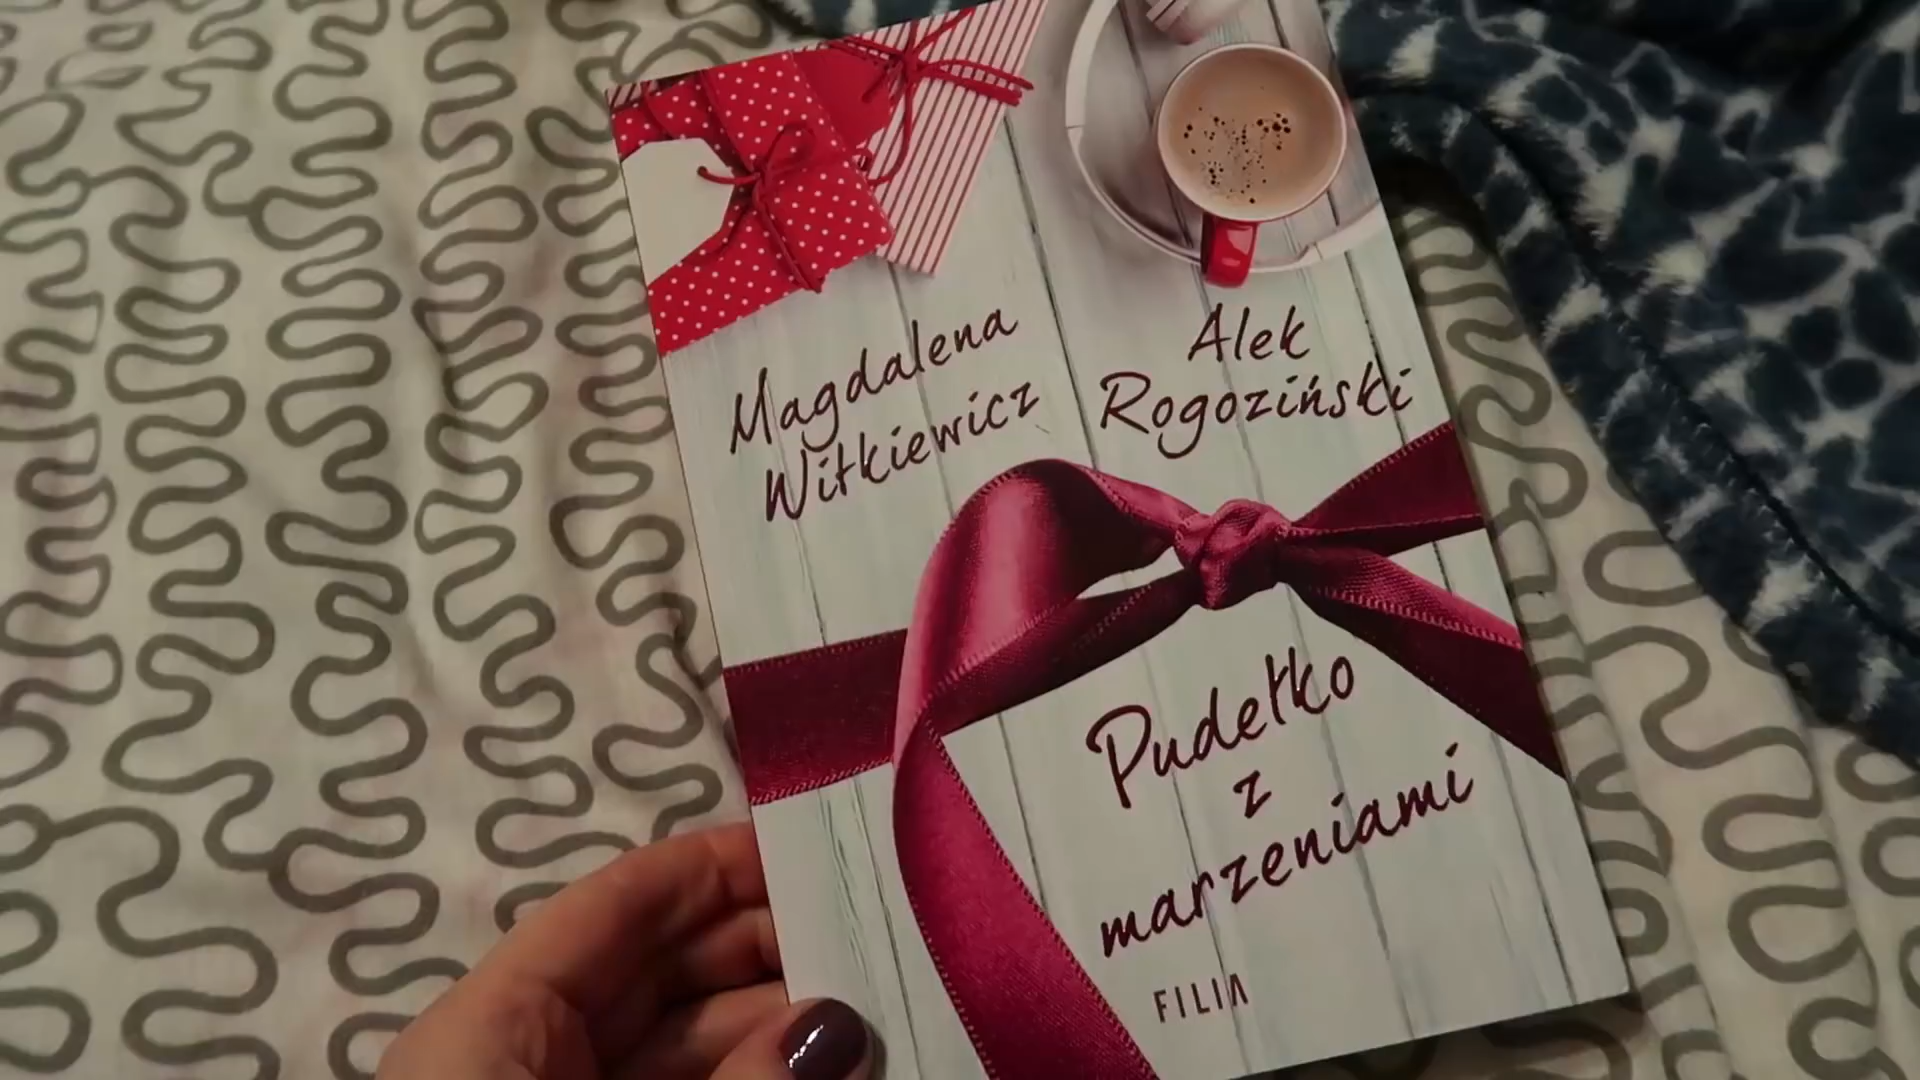 Magdalena
Witkiewicz
Alek
Rogoziński
Pudełko
z
marzeniami
FILIA